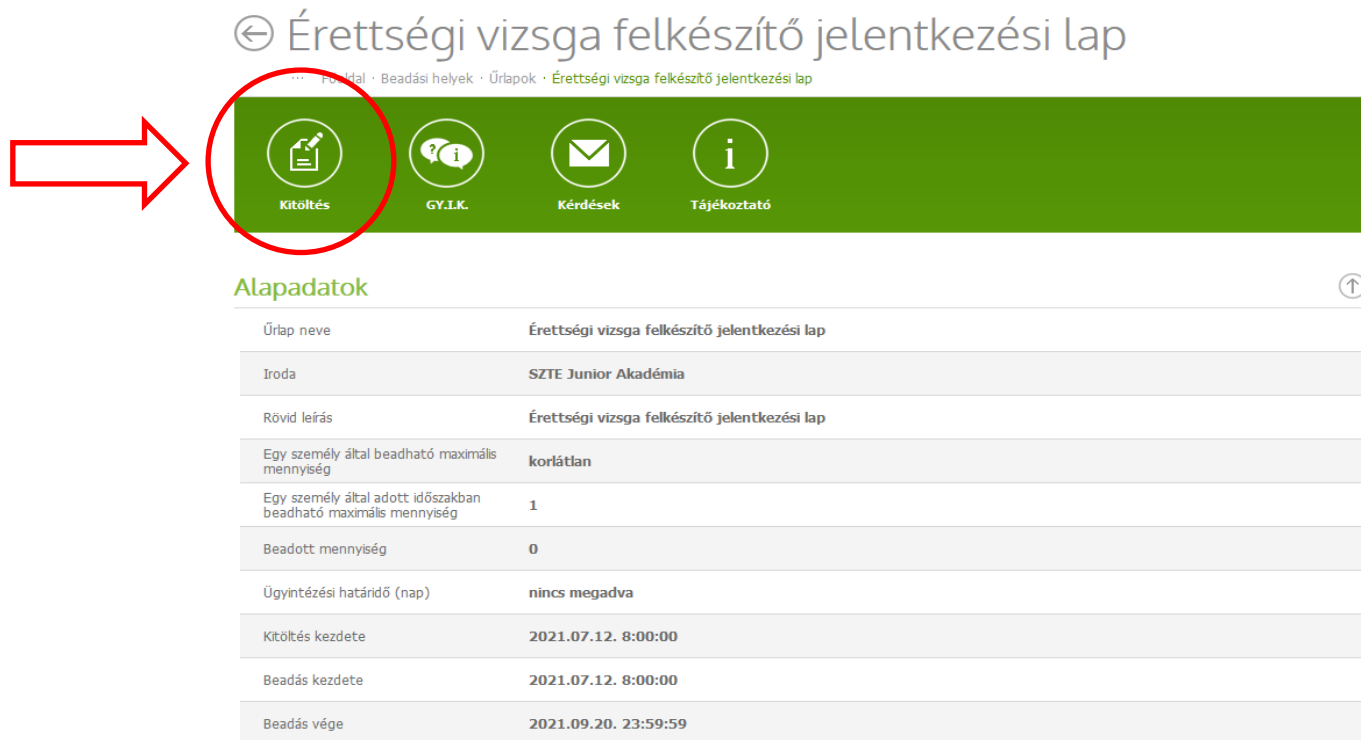 Érettségi vizsga felkészítő jelentkezési lap
··· Főoldal · Beadási helyek · Űrlapok · Érettségi vizsga felkészítő jelentkezési lap
Kitöltés GY.I.K. Kérdések Tájékoztató
Alapadatok
Űrlap neve Érettségi vizsga felkészítő jelentkezési lap
Iroda SZTE Junior Akadémia
Rövid leírás Érettségi vizsga felkészítő jelentkezési lap
Egy személy által beadható maximális
mennyiség korlátlan
Egy személy által adott időszakban
beadható maximális mennyiség 1
Beadott mennyiség 0
Ügyintézési határidő (nap) nincs megadva
Kitöltés kezdete 2021.07.12. 8:00:00
Beadás kezdete 2021.07.12. 8:00:00
Beadás vége 2021.09.20. 23:59:59